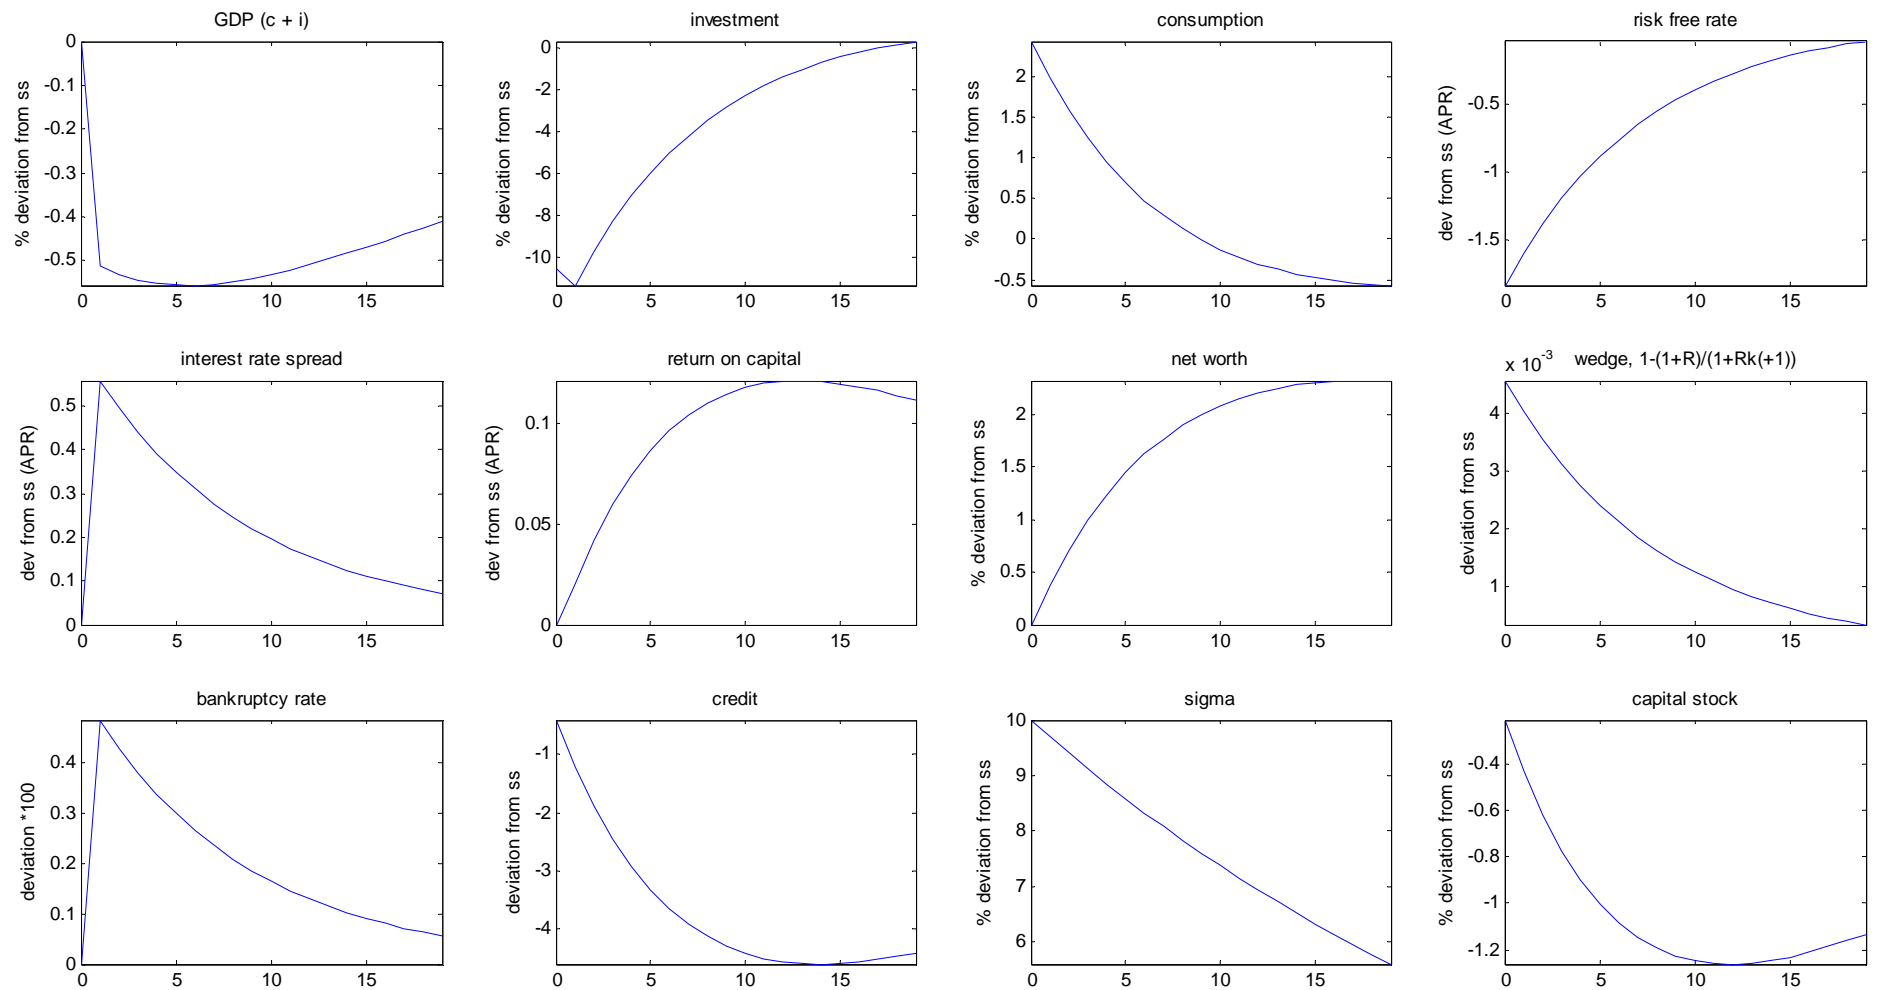 GDP (c + i)
% deviation from ss
0
-0.1
-0.2
-0.3
-0.4
-0.5
0 5 10 15
investment
% deviation from ss
0
-2
-4
-6
-8
-10
0 5 10 15
consumption
% deviation from ss
2
1.5
1
0.5
0
-0.5
0 5 10 15
risk free rate
dev from ss (APR)
-0.5
-1
-1.5
0 5 10 15
interest rate spread
dev from ss (APR)
0.5
0.4
0.3
0.2
0.1
0
0 5 10 15
return on capital
dev from ss (APR)
0.1
0.05
0
0 5 10 15
net worth
% deviation from ss
2
1.5
1
0.5
0
0 5 10 15
x 10^-3 wedge, 1-(1+R)/(1+Rk(+1))
deviation from ss
4
3
2
1
0 5 10 15
bankruptcy rate
deviation *100
0.4
0.3
0.2
0.1
0
0 5 10 15
credit
deviation from ss
-1
-2
-3
-4
0 5 10 15
sigma
% deviation from ss
10
9
8
7
6
0 5 10 15
capital stock
% deviation from ss
-0.4
-0.6
-0.8
-1
-1.2
0 5 10 15